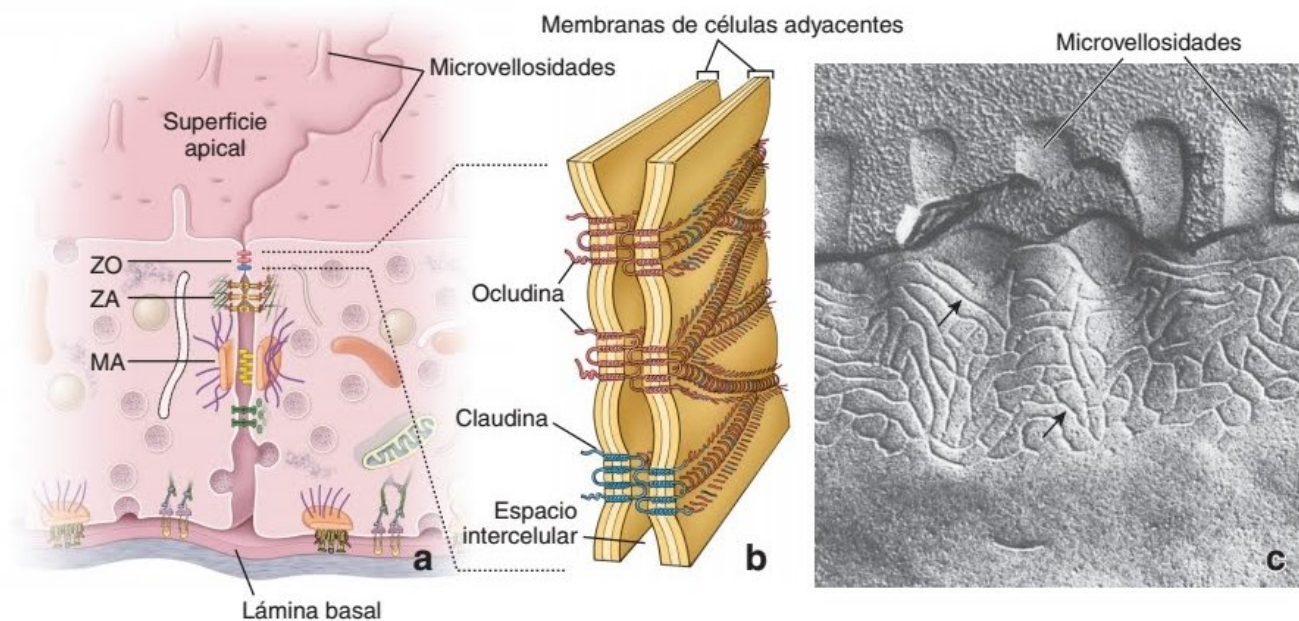 Superficie
apical
Microvellosidades
ZO
ZA
MA
Lámina basal
a
Membranas de células adyacentes
Ocludina
Claudina
Espacio
intercelular
b
Microvellosidades
c